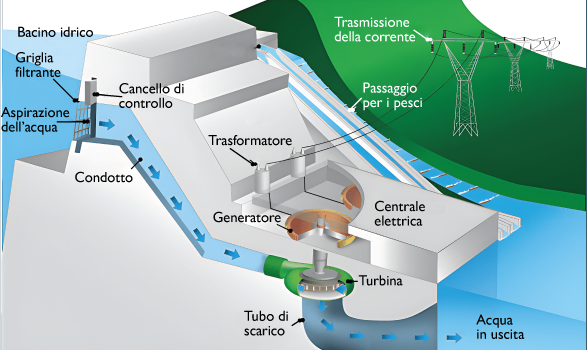 Bacino idrico
Griglia
filtrante
Cancello di
controllo
Aspirazione
dell'acqua
Condotto
Trasmissione
della corrente
Passaggio
per i pesci
Trasformatore
Generatore
Centrale
elettrica
Turbina
Tubo di
scarico
Acqua
in uscita